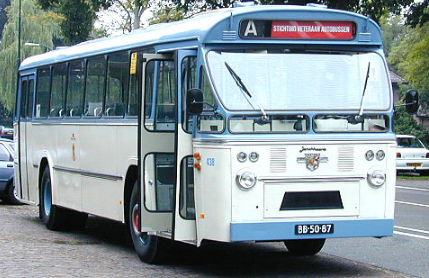 A
STICHTING VETERAAN AUTOBUSSEN
438
BB-50-87